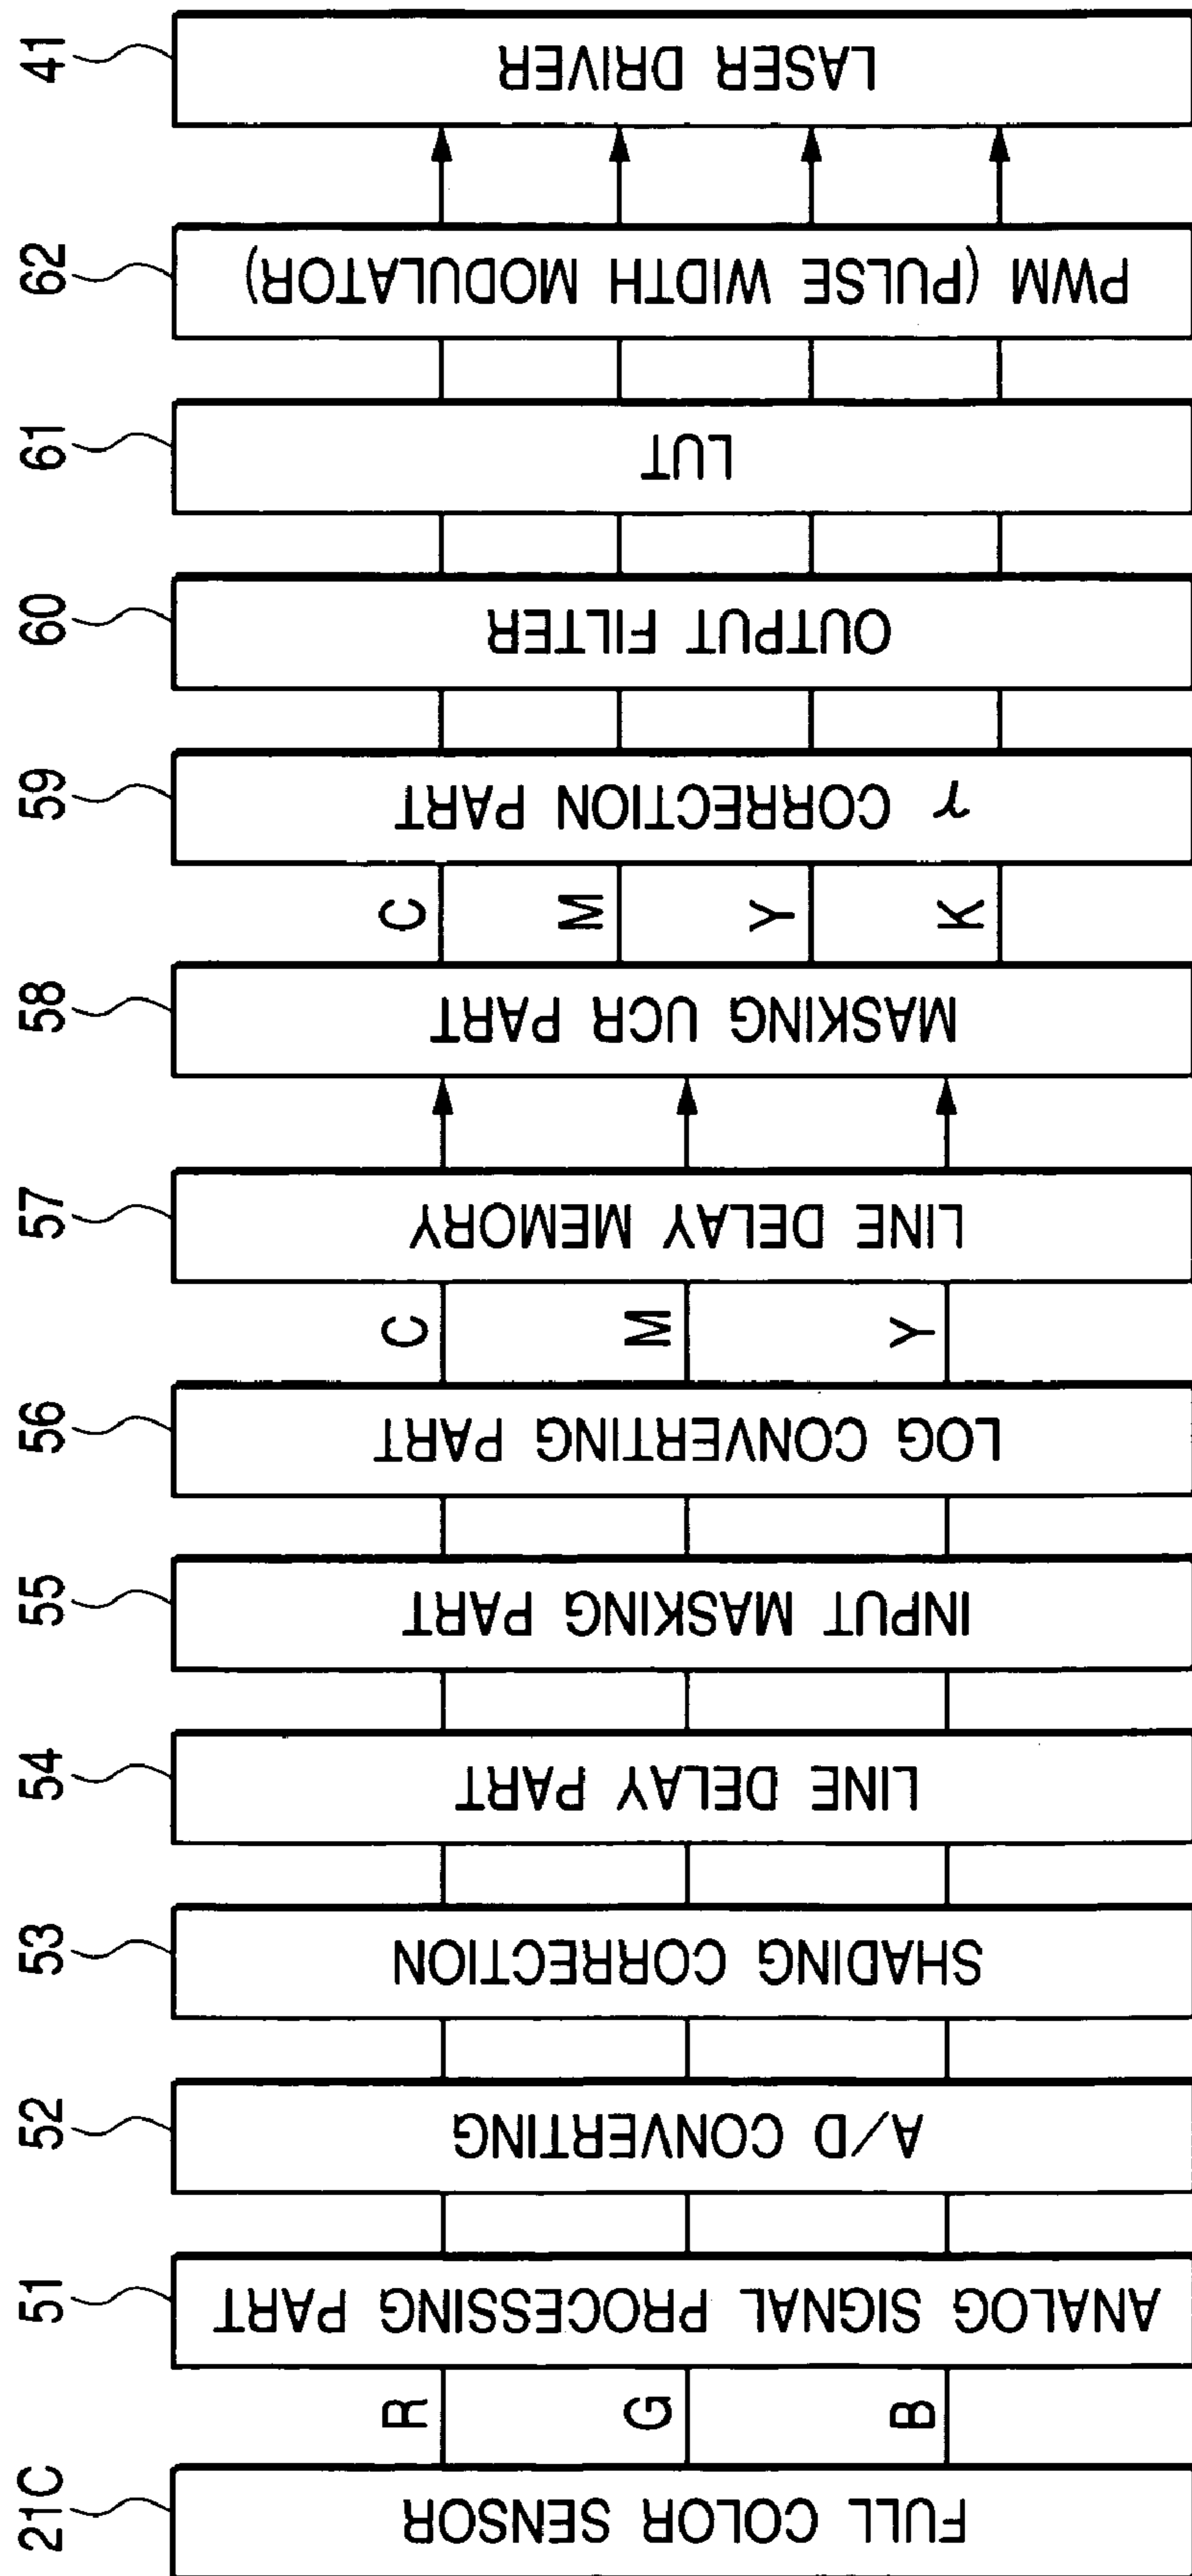 21C
FULL COLOR SENSOR
R
G
B
51
ANALOG SIGNAL PROCESSING PART
52
A/D CONVERTING
53
SHADING CORRECTION
54
LINE DELAY PART
55
INPUT MASKING PART
56
LOG CONVERTING PART
C
M
Y
57
LINE DELAY MEMORY
58
MASKING UCR PART
C
M
Y
K
59
γ CORRECTION PART
60
OUTPUT FILTER
61
LUT
62
PWM (PULSE WIDTH MODULATOR)
41
LASER DRIVER